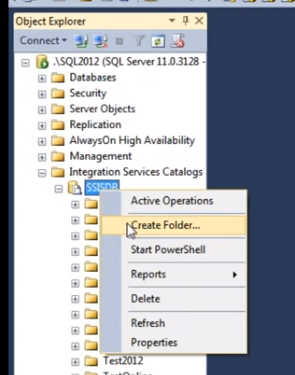 Object Explorer
Connect
.\SQL2012 (SQL Server 11.0.3128 -
Databases
Security
Server Objects
Replication
AlwaysOn High Availability
Management
Integration Services Catalogs
SSISDB
Active Operations
Create Folder...
Start PowerShell
Reports
Delete
Refresh
Properties
Test2012
TestOnline